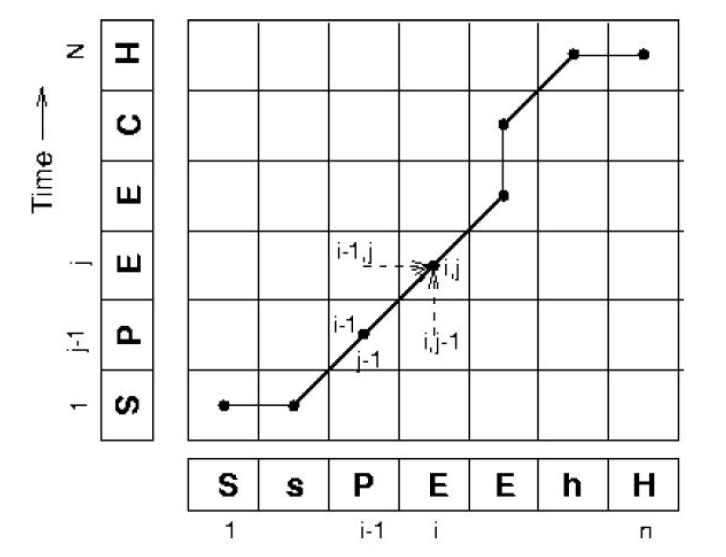 Time
N
j
j-1
1
H
C
E
E
P
S
i-1,j
i,j
i-1
j-1
i,j-1
S s P E E h H
1 i-1 i n